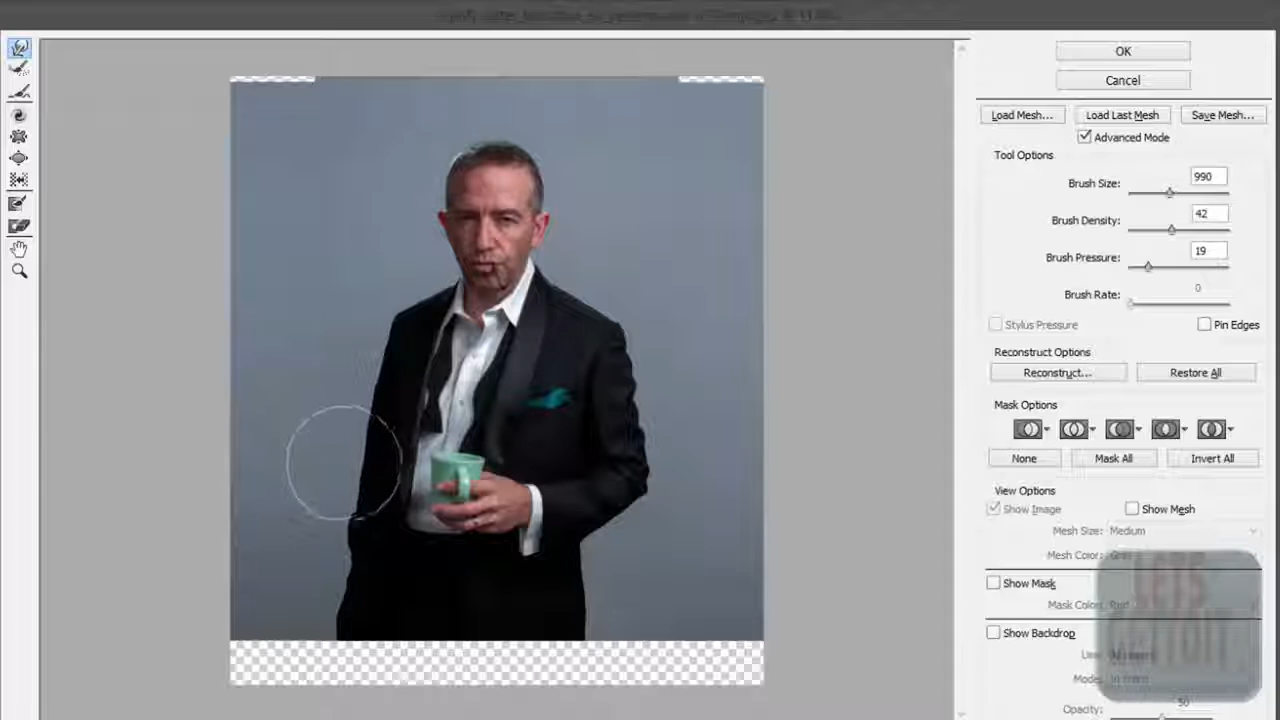 OK
Cancel
Load Mesh... Load Last Mesh Save Mesh...
Advanced Mode
Tool Options
Brush Size: 990
Brush Density: 42
Brush Pressure: 19
Brush Rate: 0
Stylus Pressure Pin Edges
Reconstruct Options
Reconstruct... Restore All
Mask Options
None Mask All Invert All
View Options
Show Image Show Mesh
Mesh Size: Medium
Mesh Color:
Show Mask
Mask Color: Red
Show Backdrop
Opacity: 50
LETS